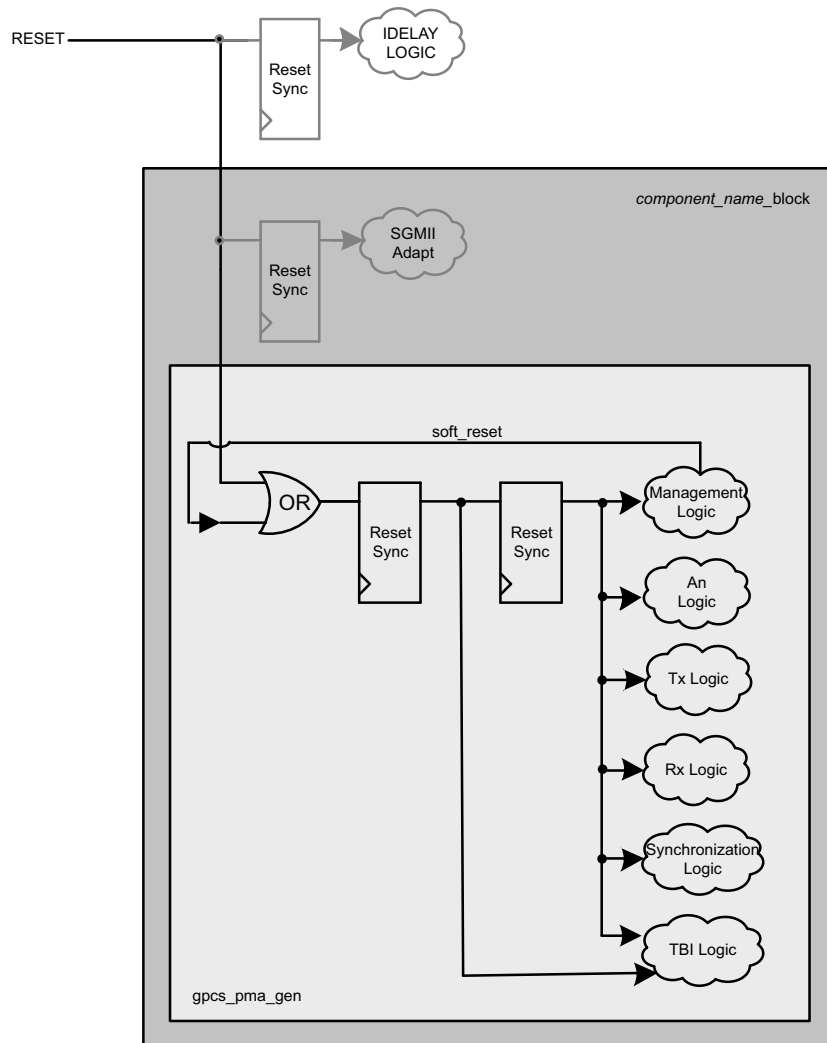 RESET
Reset
Sync
IDELAY
LOGIC
component_name_block
Reset
Sync
SGMII
Adapt
soft_reset
OR
Reset
Sync
Reset
Sync
Management
Logic
An
Logic
Tx Logic
Rx Logic
Synchronization
Logic
TBI Logic
gpcs_pma_gen